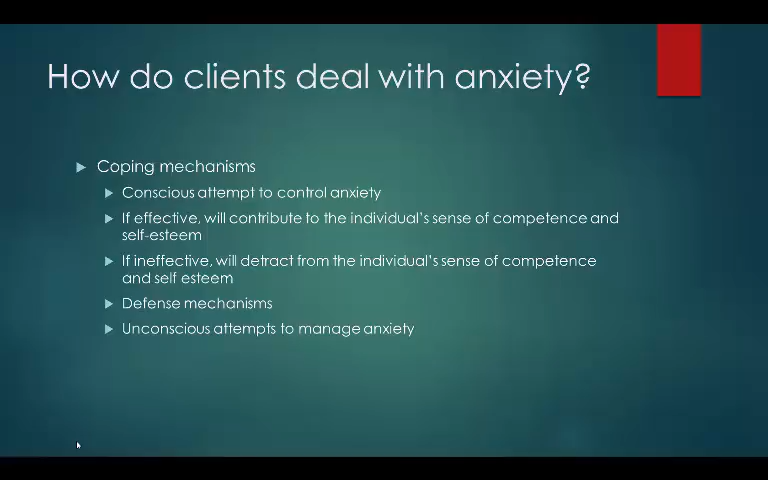 How do clients deal with anxiety?
Coping mechanisms
Conscious attempt to control anxiety
If effective, will contribute to the individual's sense of competence and
self-esteem
If ineffective, will detract from the individual's sense of competence
and self esteem
Defense mechanisms
Unconscious attempts to manage anxiety